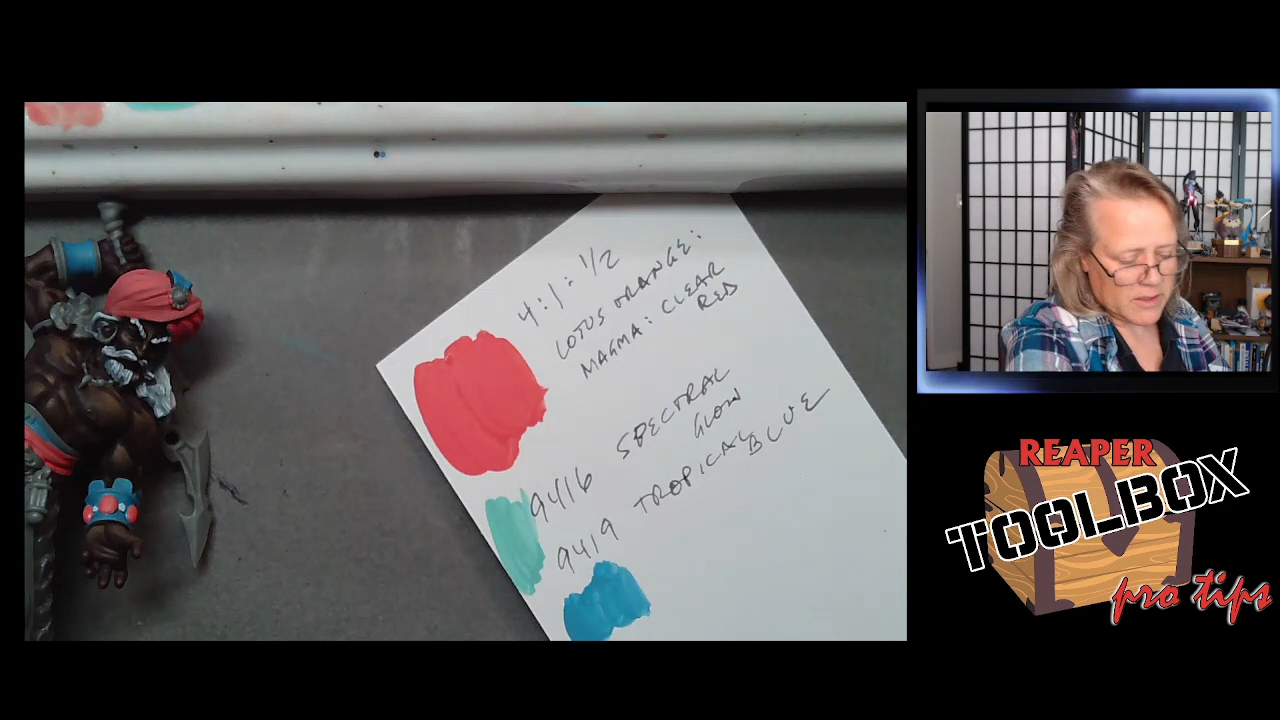 4:1:1/2
LOTUS ORANGE:
MAGMA: CLEAR
RED
9416 SPECTRAL
GLOW
9419 TROPICAL
BLUE
REAPER
TOOLBOX
pro tips